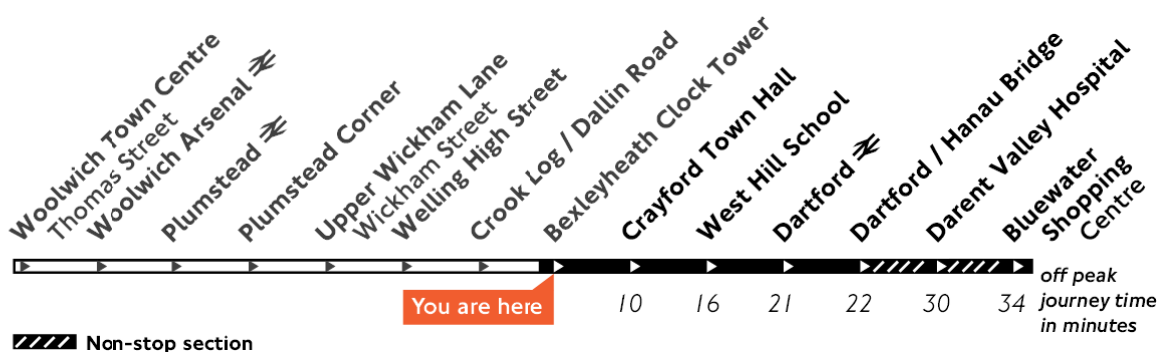 Woolwich Town Centre
Thomas Street
Woolwich Arsenal
Plumstead
Plumstead Corner
Upper Wickham Lane
Wickham Street
Welling High Street
Crook Log / Dallin Road
Bexleyheath Clock Tower
Crayford Town Hall
West Hill School
Dartford
Dartford / Hanau Bridge
Darent Valley Hospital
Bluewater
Shopping
Centre
You are here
10 16 21 22 30 34
off peak
journey time
in minutes
Non-stop section